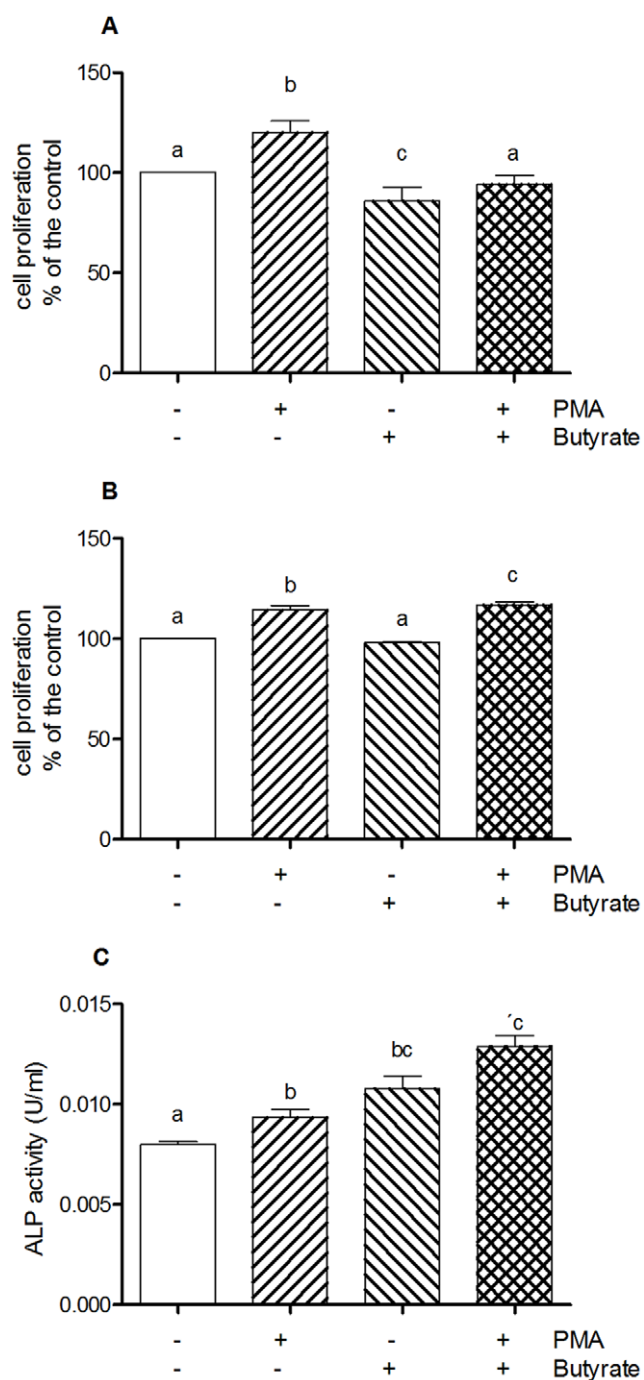 A
cell proliferation
% of the control
150
100
50
0
a
b
c
a
- + - + PMA
- - + + Butyrate
B
cell proliferation
% of the control
150
100
50
0
a
b
a
c
- + - + PMA
- - + + Butyrate
C
ALP activity (U/ml)
0.015
0.010
0.005
0.000
a
b
bc
´c
- + - + PMA
- - + + Butyrate